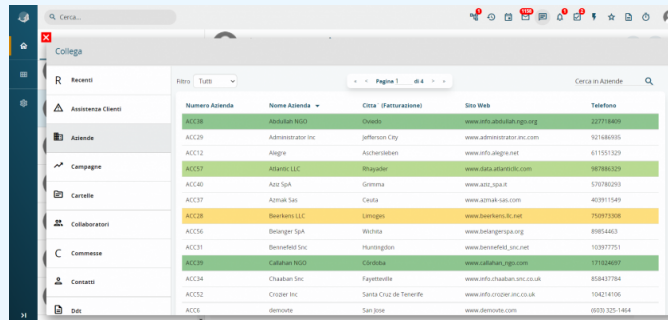 Cerca...
1
1150
6
3
Collega
R Recenti
Assistenza Clienti
Aziende
Campagne
Cartelle
Collaboratori
C Commesse
Contatti
Ddt
Filtro Tutti
Pagina 1 di 4
Cerca in Aziende
Numero Azienda Nome Azienda Citta` (Fatturazione) Sito Web Telefono
ACC38 Abdullah NGO Oviedo www.info.abdullah.ngo.org 227718409
ACC29 Administrator Inc Jefferson City www.administrator.inc.com 921686935
ACC12 Alegre Aschersleben www.info.alegre.net 611551329
ACC57 Atlantic LLC Rhayader www.data.atlanticllc.com 987886329
ACC40 Aziz SpA Grimma www.aziz_spa.it 570780293
ACC37 Azmak Sas Ceuta www.azmak-sas.com 403911549
ACC28 Beerkens LLC Limoges www.beerkens.llc.net 750973308
ACC56 Belanger SpA Wichita www.belangerspa.org 89854463
ACC31 Bennefeld Snc Huntingdon www.bennefeld_snc.net 103977751
ACC39 Callahan NGO Córdoba www.callahan_ngo.com 171024697
ACC34 Chaaban Snc Fayetteville www.info.chaaban.snc.co.uk 858437784
ACC52 Crozier Inc Santa Cruz de Tenerife www.info.crozier.inc.co.uk 104214106
ACC6 demovte San Jose www.demovte.com (603) 325-1464